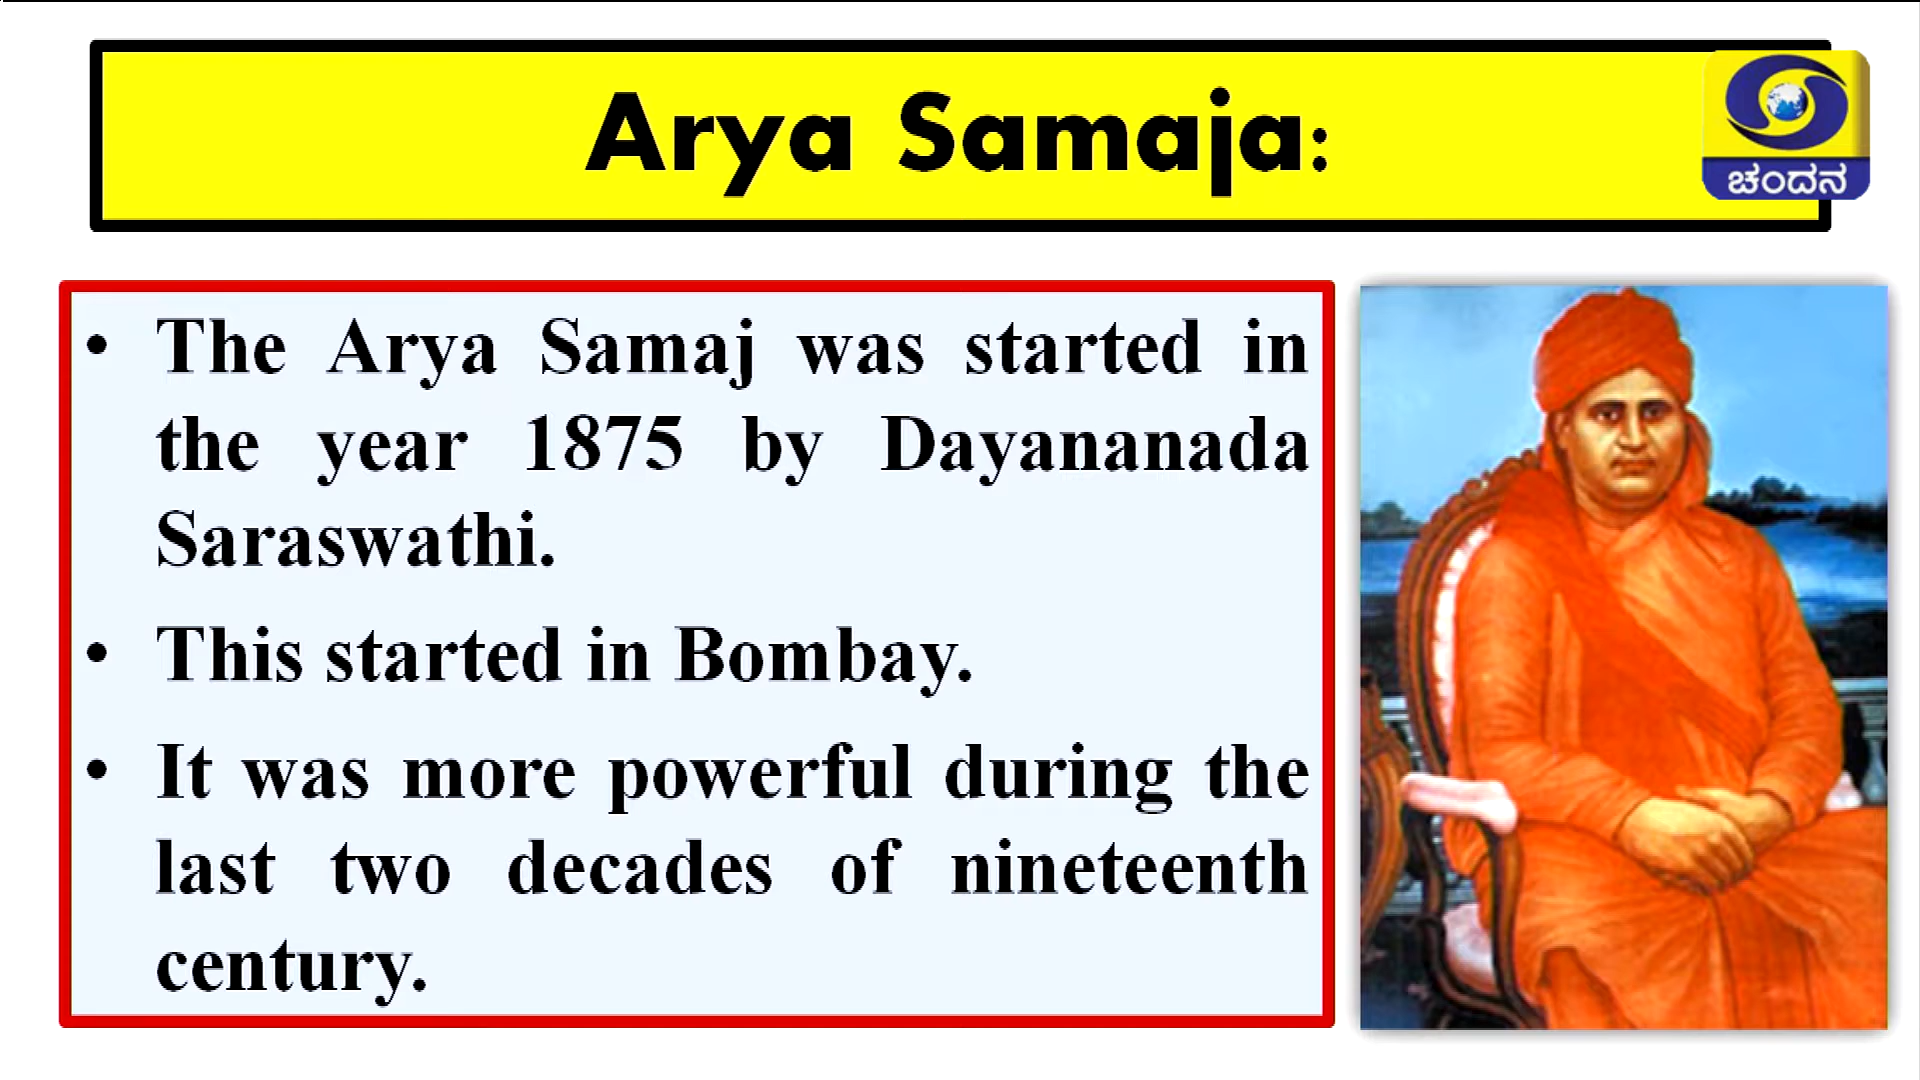 Arya Samaja:
ಚಂದನ
• The Arya Samaj was started in
the year 1875 by Dayananada
Saraswathi.
• This started in Bombay.
• It was more powerful during the
last two decades of nineteenth
century.